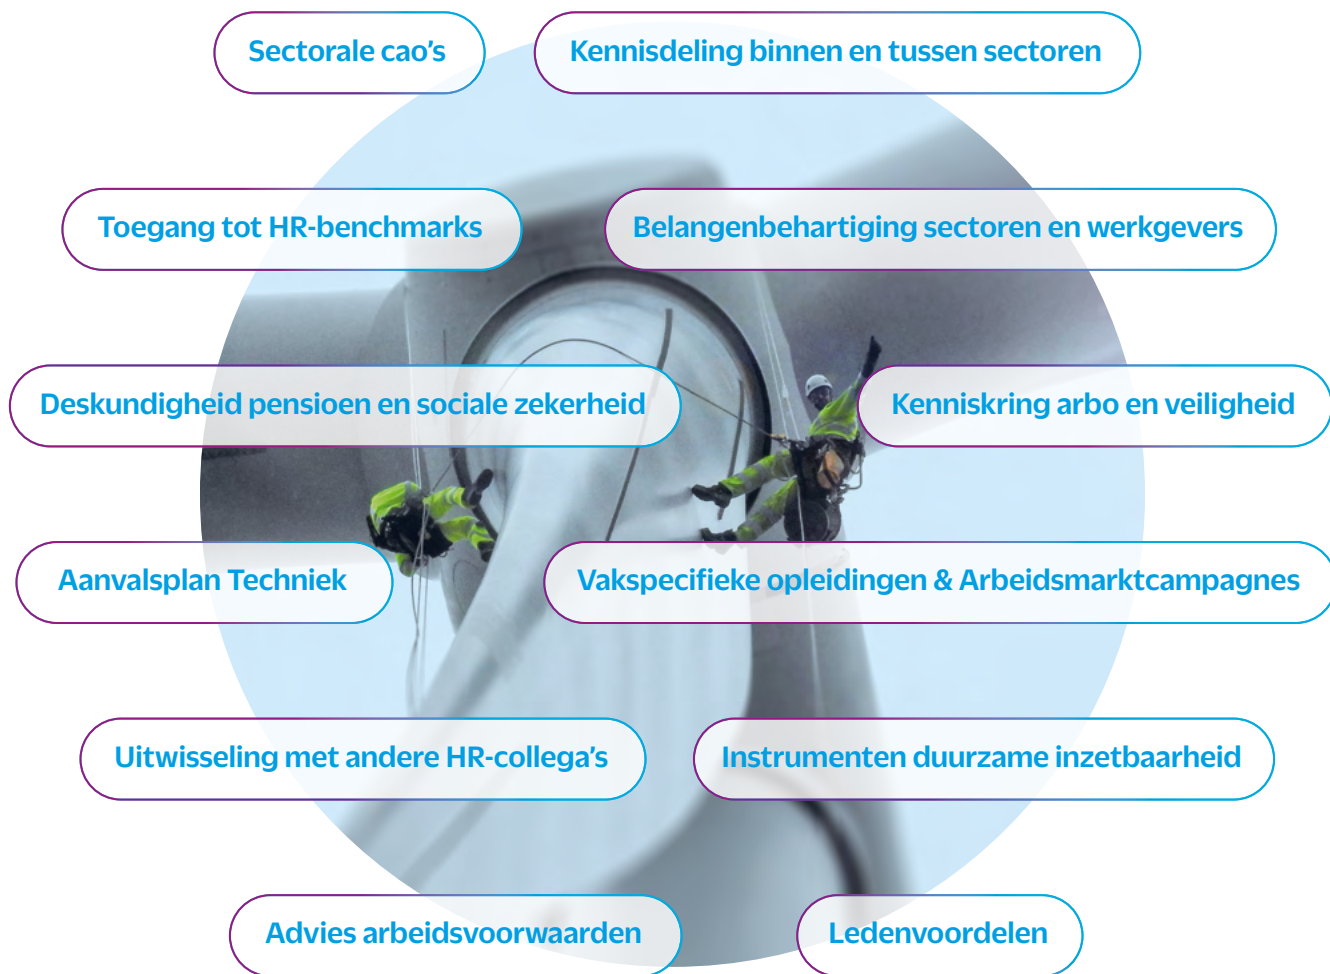 Sectorale cao's
Kennisdeling binnen en tussen sectoren
Toegang tot HR-benchmarks
Belangenbehartiging sectoren en werkgevers
Deskundigheid pensioen en sociale zekerheid
Kenniskring arbo en veiligheid
Aanvalsplan Techniek
Vakspecifieke opleidingen & Arbeidsmarktcampagnes
Uitwisseling met andere HR-collega's
Instrumenten duurzame inzetbaarheid
Advies arbeidsvoorwaarden
Ledenvoordelen